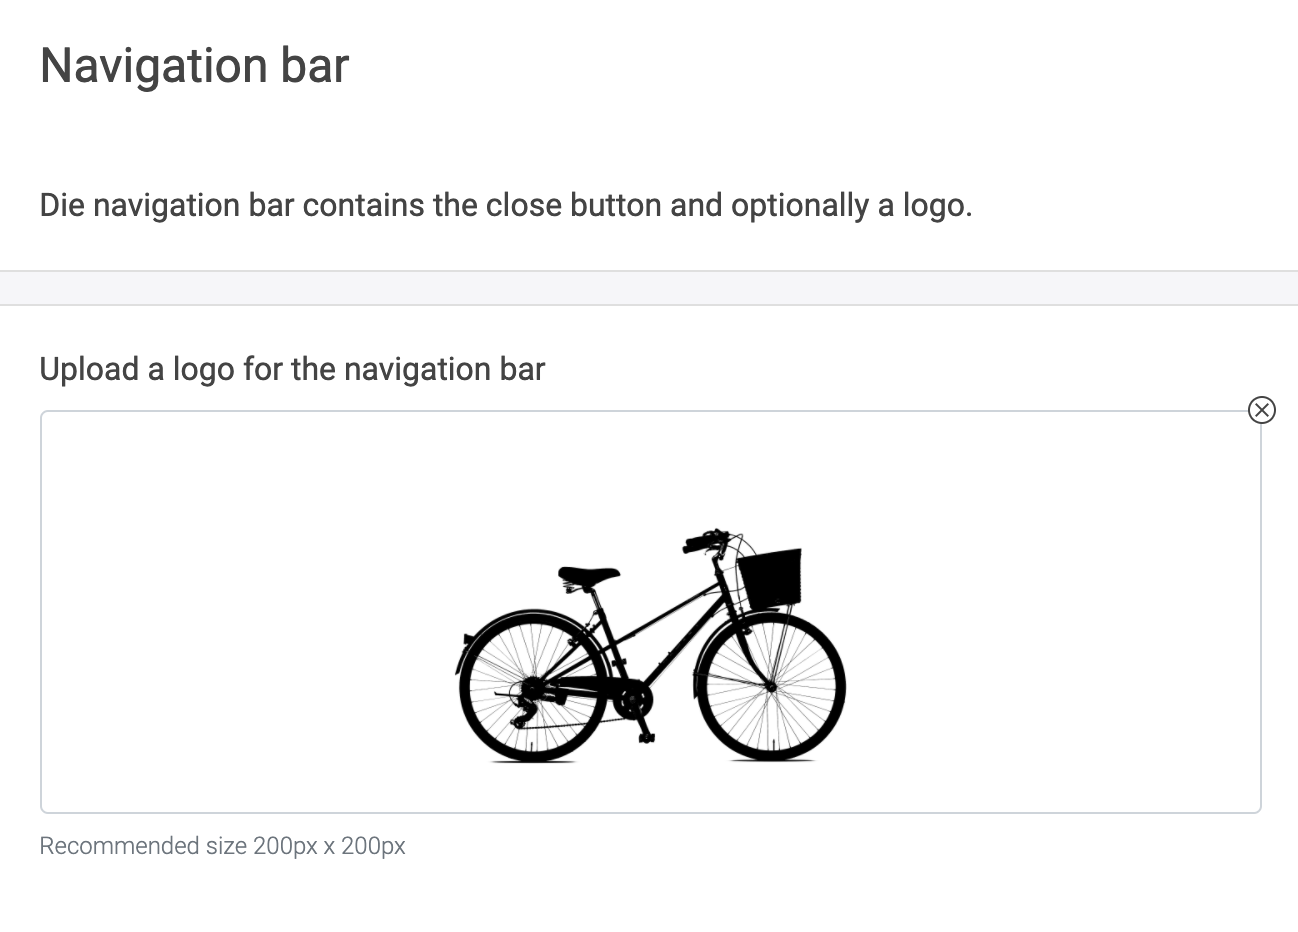 Navigation bar
Die navigation bar contains the close button and optionally a logo.
Upload a logo for the navigation bar
Recommended size 200px x 200px